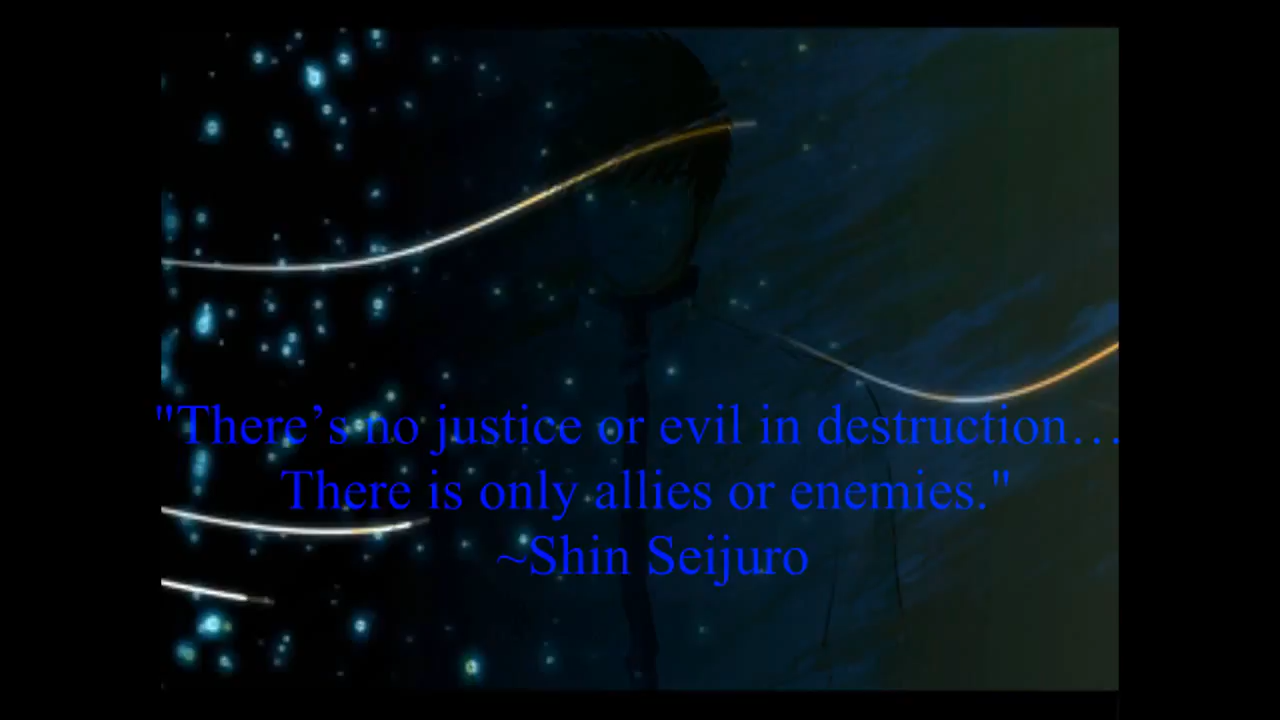 "There’s no justice or evil in destruction…
There is only allies or enemies."
~Shin Seijuro